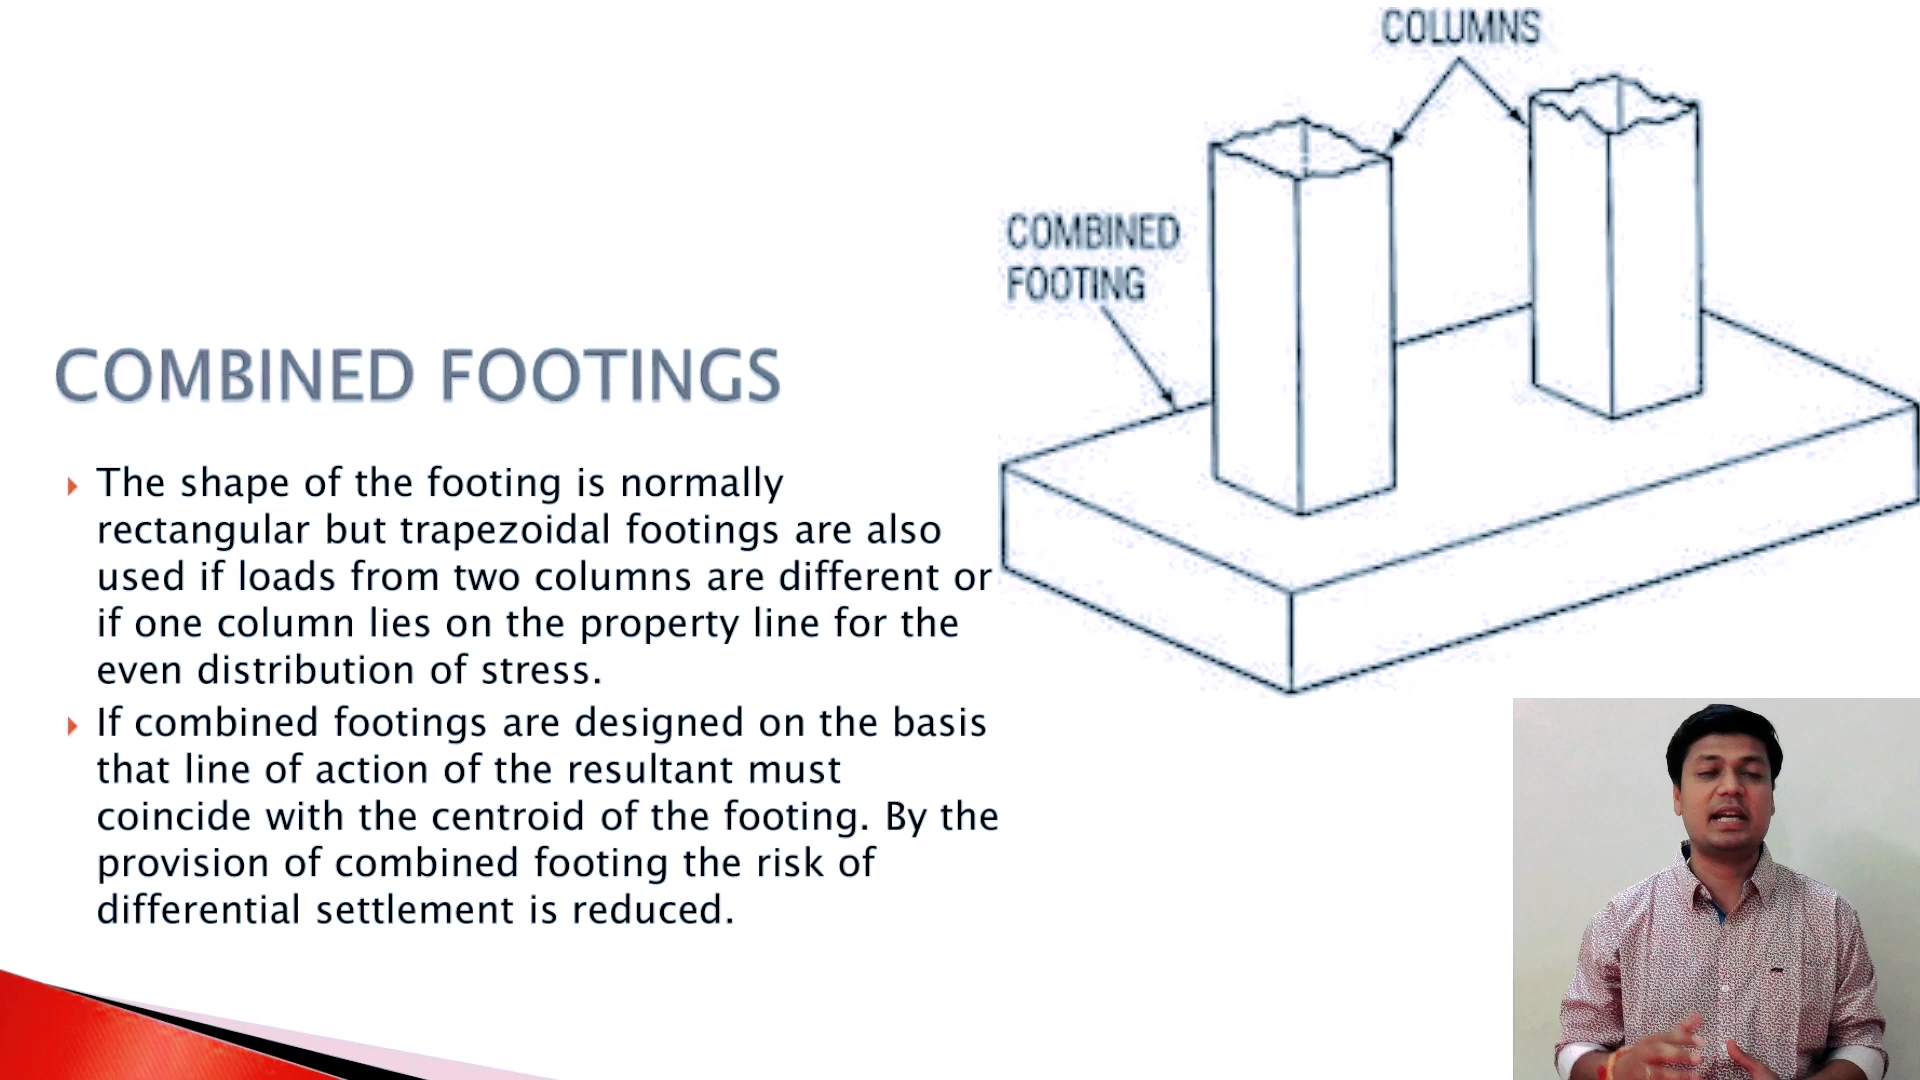 COLUMNS
COMBINED
FOOTING
COMBINED FOOTINGS
The shape of the footing is normally
rectangular but trapezoidal footings are also
used if loads from two columns are different or
if one column lies on the property line for the
even distribution of stress.
If combined footings are designed on the basis
that line of action of the resultant must
coincide with the centroid of the footing. By the
provision of combined footing the risk of
differential settlement is reduced.